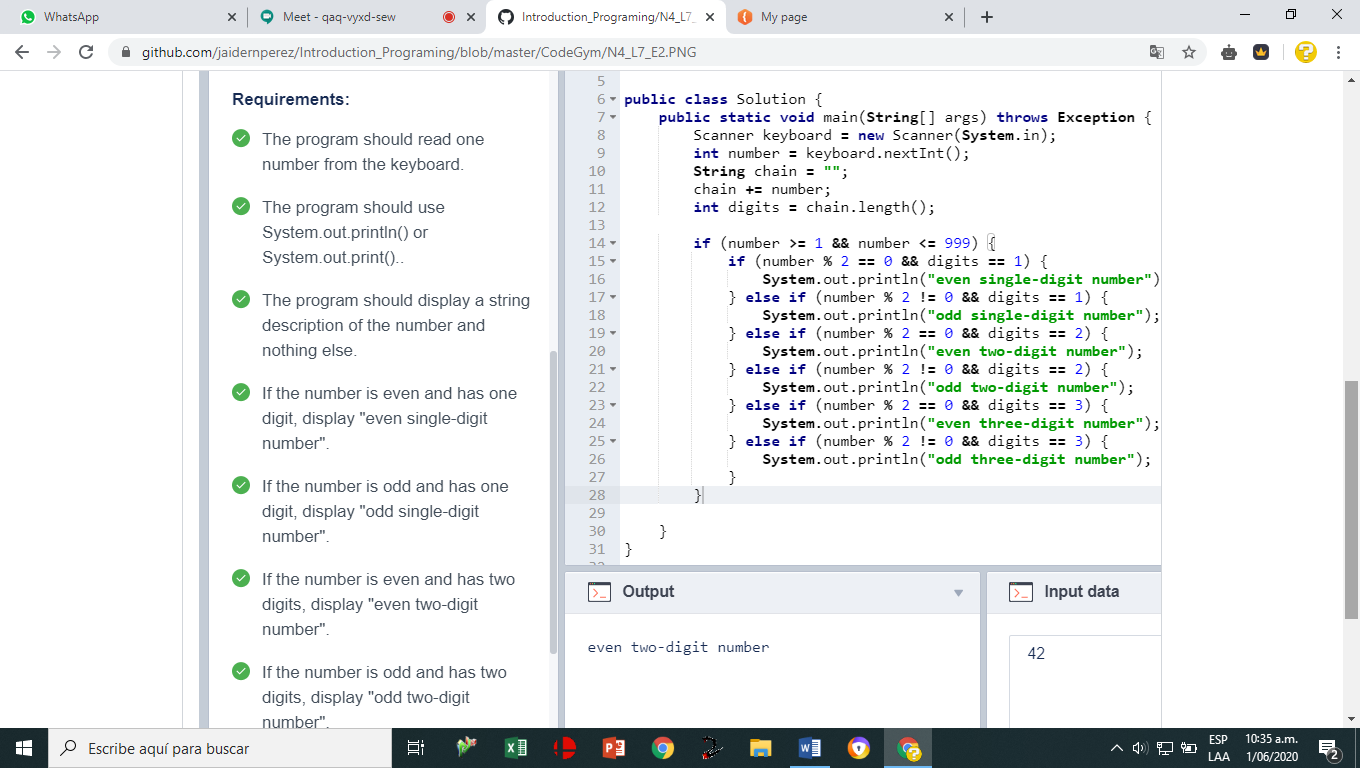 WhatsApp
Meet - qaq-vyxd-sew
Introduction_Programing/N4_L7_
My page
github.com/jaidernperez/Introduction_Programing/blob/master/CodeGym/N4_L7_E2.PNG
Requirements:
The program should read one
number from the keyboard.
The program should use
System.out.println() or
System.out.print()..
The program should display a string
description of the number and
nothing else.
If the number is even and has one
digit, display "even single-digit
number".
If the number is odd and has one
digit, display "odd single-digit
number".
If the number is even and has two
digits, display "even two-digit
number".
If the number is odd and has two
digits, display "odd two-digit
number".
5
6 public class Solution {
7 public static void main(String[] args) throws Exception {
8 Scanner keyboard = new Scanner(System.in);
9 int number = keyboard.nextInt();
10 String chain = "";
11 chain += number;
12 int digits = chain.length();
13
14 if (number >= 1 && number <= 999) {
15 if (number % 2 == 0 && digits == 1) {
16 System.out.println("even single-digit number")
17 } else if (number % 2 != 0 && digits == 1) {
18 System.out.println("odd single-digit number");
19 } else if (number % 2 == 0 && digits == 2) {
20 System.out.println("even two-digit number");
21 } else if (number % 2 != 0 && digits == 2) {
22 System.out.println("odd two-digit number");
23 } else if (number % 2 == 0 && digits == 3) {
24 System.out.println("even three-digit number");
25 } else if (number % 2 != 0 && digits == 3) {
26 System.out.println("odd three-digit number");
27 }
28 }
29
30 }
31 }
Output
even two-digit number
Input data
42
Escribe aquí para buscar
ESP
LAA
10:35 a.m.
1/06/2020
2